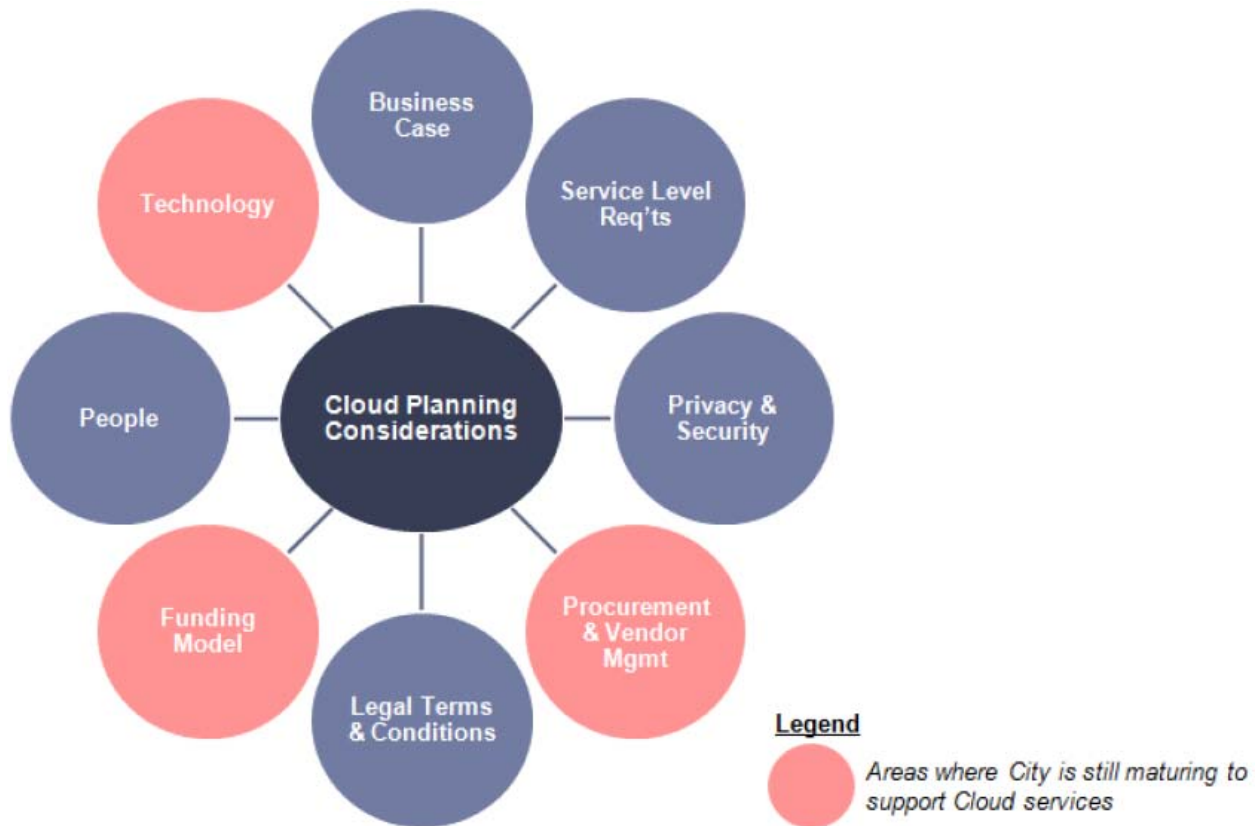 Business
Case
Service Level
Req'ts
Privacy &
Security
Procurement
& Vendor
Mgmt
Legal Terms
& Conditions
Funding
Model
People
Technology
Cloud Planning
Considerations
Legend
Areas where City is still maturing to
support Cloud services